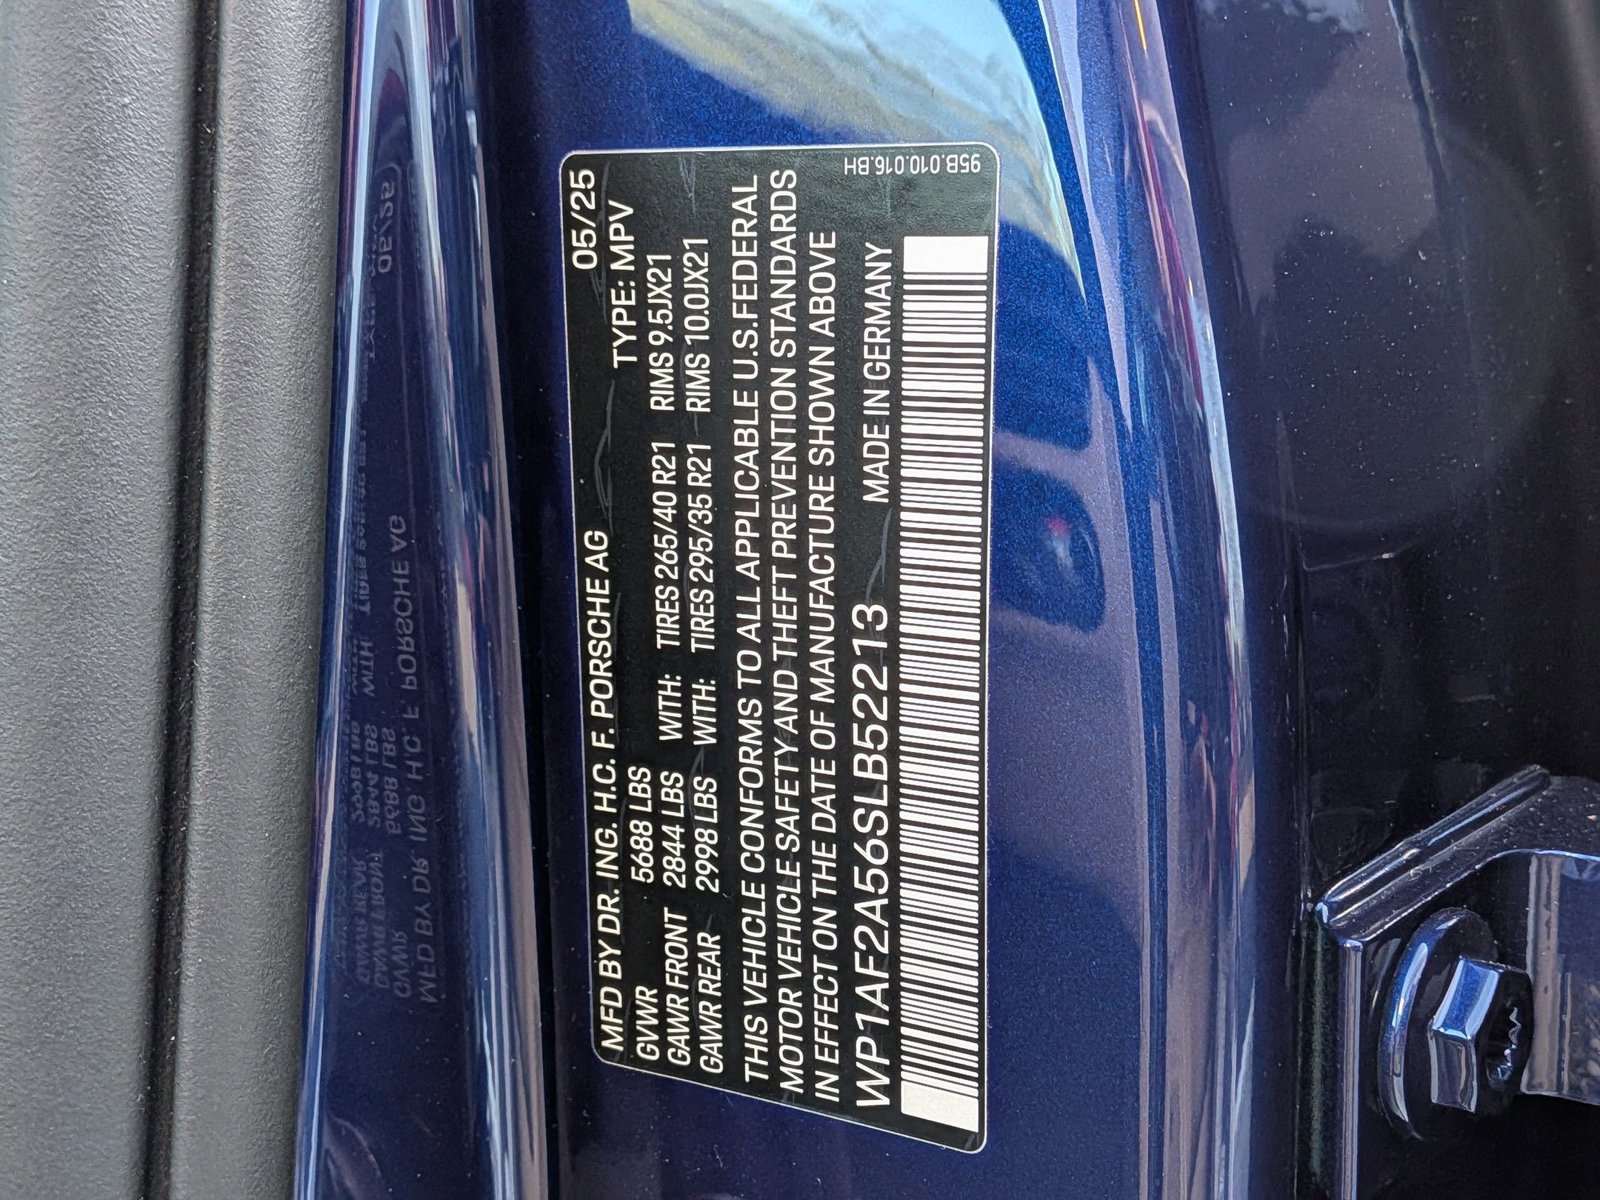 MFD BY DR. ING. H.C. F. PORSCHE AG 05/25
GVWR 5688 LBS TYPE: MPV
GAWR FRONT 2844 LBS WITH: TIRES 265/40 R21 RIMS 9.5JX21
GAWR REAR 2998 LBS WITH: TIRES 295/35 R21 RIMS 10.0JX21
THIS VEHICLE CONFORMS TO ALL APPLICABLE U.S.FEDERAL
MOTOR VEHICLE SAFETY AND THEFT PREVENTION STANDARDS
IN EFFECT ON THE DATE OF MANUFACTURE SHOWN ABOVE
WP1AF2A56SLB52213 MADE IN GERMANY
95B.010.016.BH